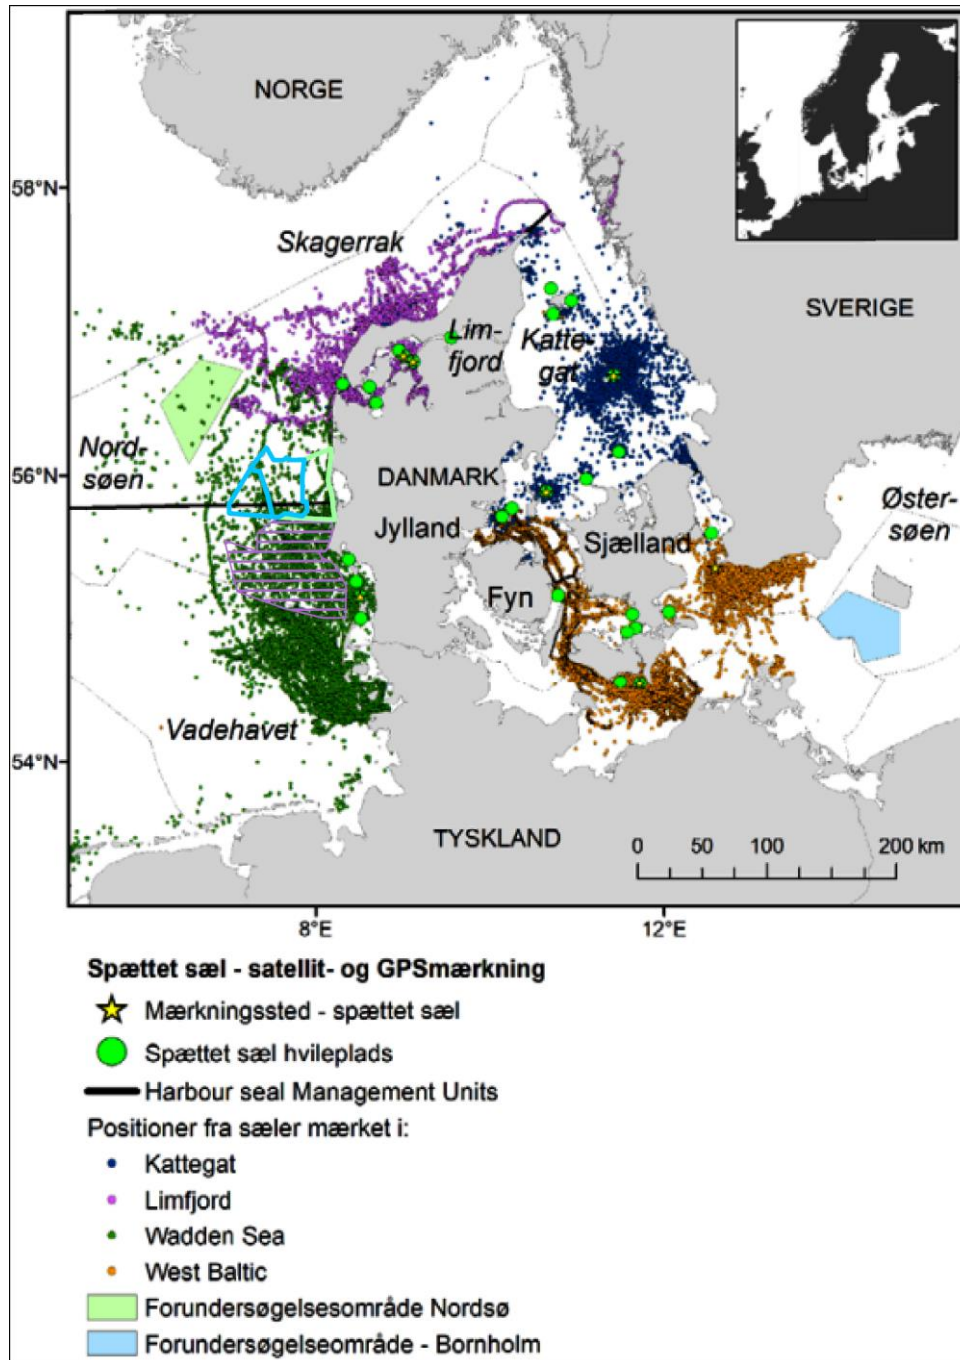 NORGE
58°N
Skagerrak
SVERIGE
Lim-
fjord
Katte-
gat
Nord-
søen
56°N
DANMARK
Øster-
søen
Jylland
Sjælland
Fyn
Vadehavet
54°N
TYSKLAND
0 50 100 200 km
8°E 12°E
Spættet sæl - satellit- og GPSmærkning
Mærkningssted - spættet sæl
Spættet sæl hvileplads
Harbour seal Management Units
Positioner fra sæler mærket i:
Kattegat
Limfjord
Wadden Sea
West Baltic
Forundersøgelsesområde Nordsø
Forundersøgelseområde - Bornholm